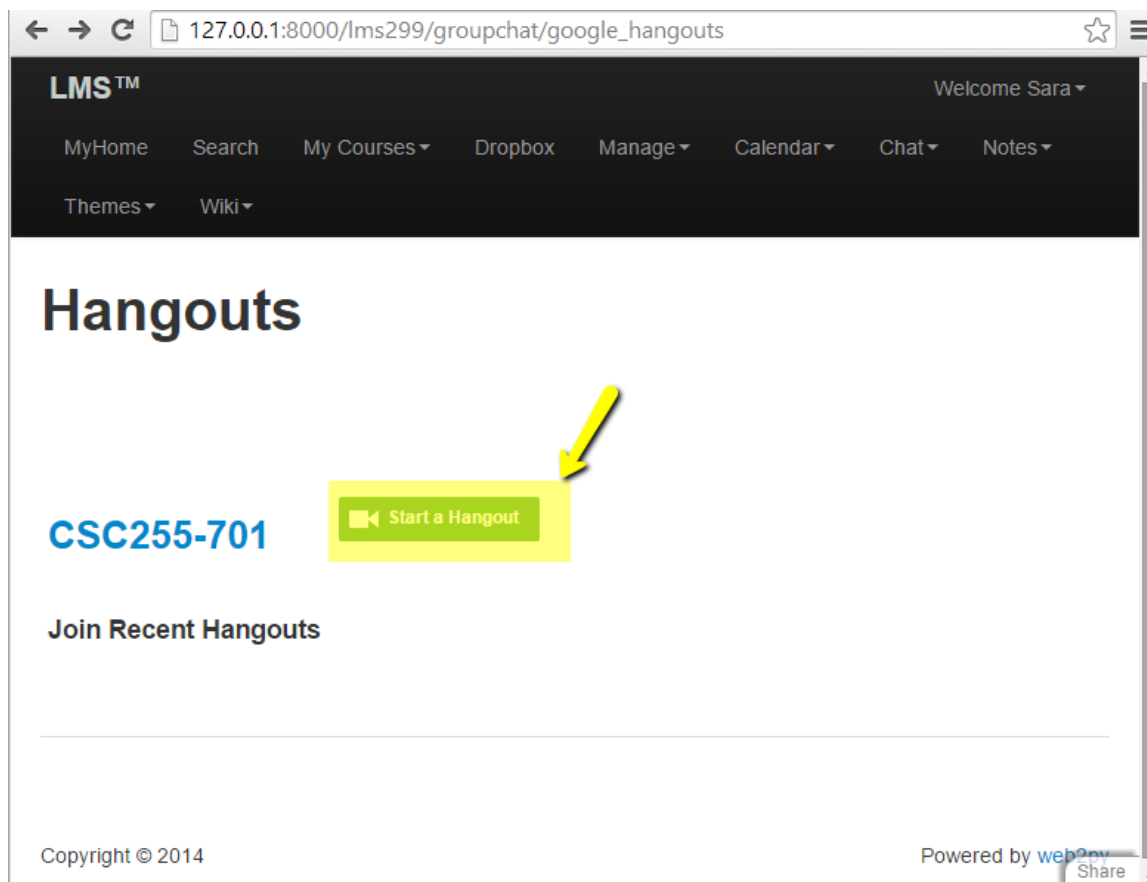 127.0.0.1:8000/lms299/groupchat/google_hangouts
LMS™
Welcome Sara
MyHome Search My Courses Dropbox Manage Calendar Chat Notes
Themes Wiki
Hangouts
Start a Hangout
CSC255-701
Join Recent Hangouts
Copyright © 2014
Powered by web2py
Share